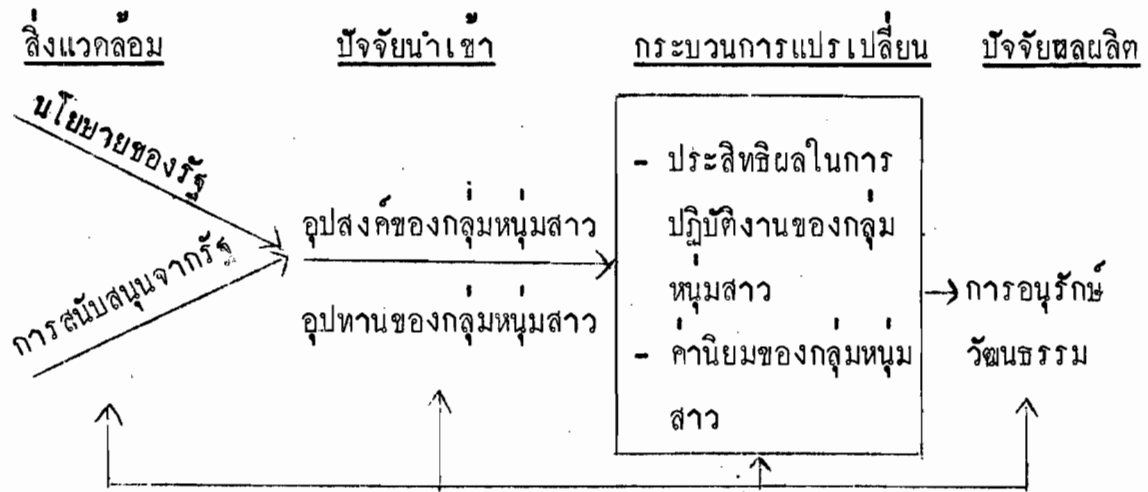 สิ่งแวดล้อม
ปัจจัยนำเข้า
กระบวนการแปรเปลี่ยน
ปัจจัยผลผลิต
นโยบายของรัฐ
การสนับสนุนจากรัฐ
อุปสงค์ของกลุ่มหนุ่มสาว
อุปทานของกลุ่มหนุ่มสาว
- ประสิทธิผลในการ
ปฏิบัติงานของกลุ่ม
หนุ่มสาว
- ค่านิยมของกลุ่มหนุ่ม
สาว
การอนุรักษ์
วัฒนธรรม